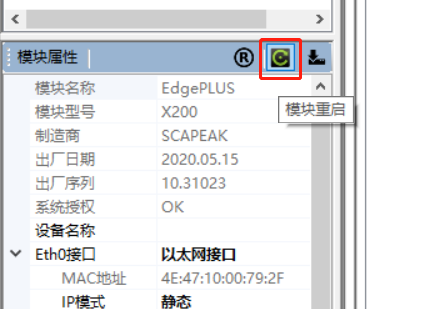 模块属性 ®
模块重启
模块名称 EdgePLUS
模块型号 X200
制造商 SCAPEAK
出厂日期 2020.05.15
出厂序列 10.31023
系统授权 OK
设备名称
Eth0接口 以太网接口
MAC地址 4E:47:10:00:79:2F
IP模式 静态